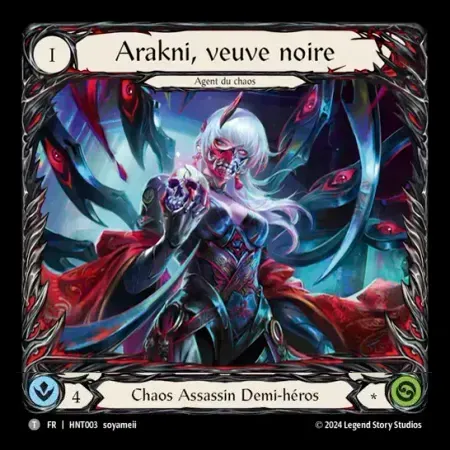 I
Arakni, veuve noire
Agent du chaos
4
Chaos Assassin Demi-héros
*
T FR | HNT003 soyameii
©2024 Legend Story Studios